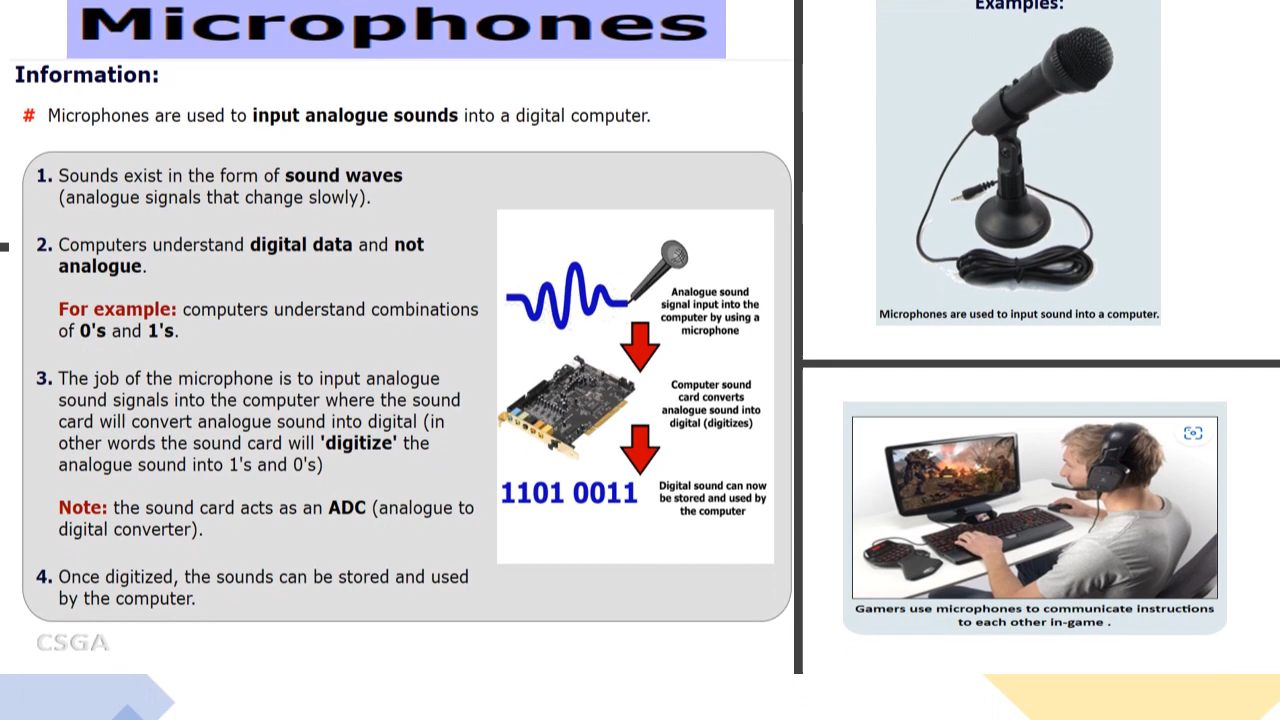 Microphones
Information:
# Microphones are used to input analogue sounds into a digital computer.
1. Sounds exist in the form of sound waves
(analogue signals that change slowly).
2. Computers understand digital data and not
analogue.
For example: computers understand combinations
of 0's and 1's.
3. The job of the microphone is to input analogue
sound signals into the computer where the sound
card will convert analogue sound into digital (in
other words the sound card will 'digitize' the
analogue sound into 1's and 0's)
Note: the sound card acts as an ADC (analogue to
digital converter).
4. Once digitized, the sounds can be stored and used
by the computer.
Analogue sound
signal input into the
computer by using a
microphone
Computer sound
card converts
analogue sound into
digital (digitizes)
1101 0011
Digital sound can now
be stored and used by
the computer
CSGA
Examples:
Microphones are used to input sound into a computer.
Gamers use microphones to communicate instructions
to each other in-game .